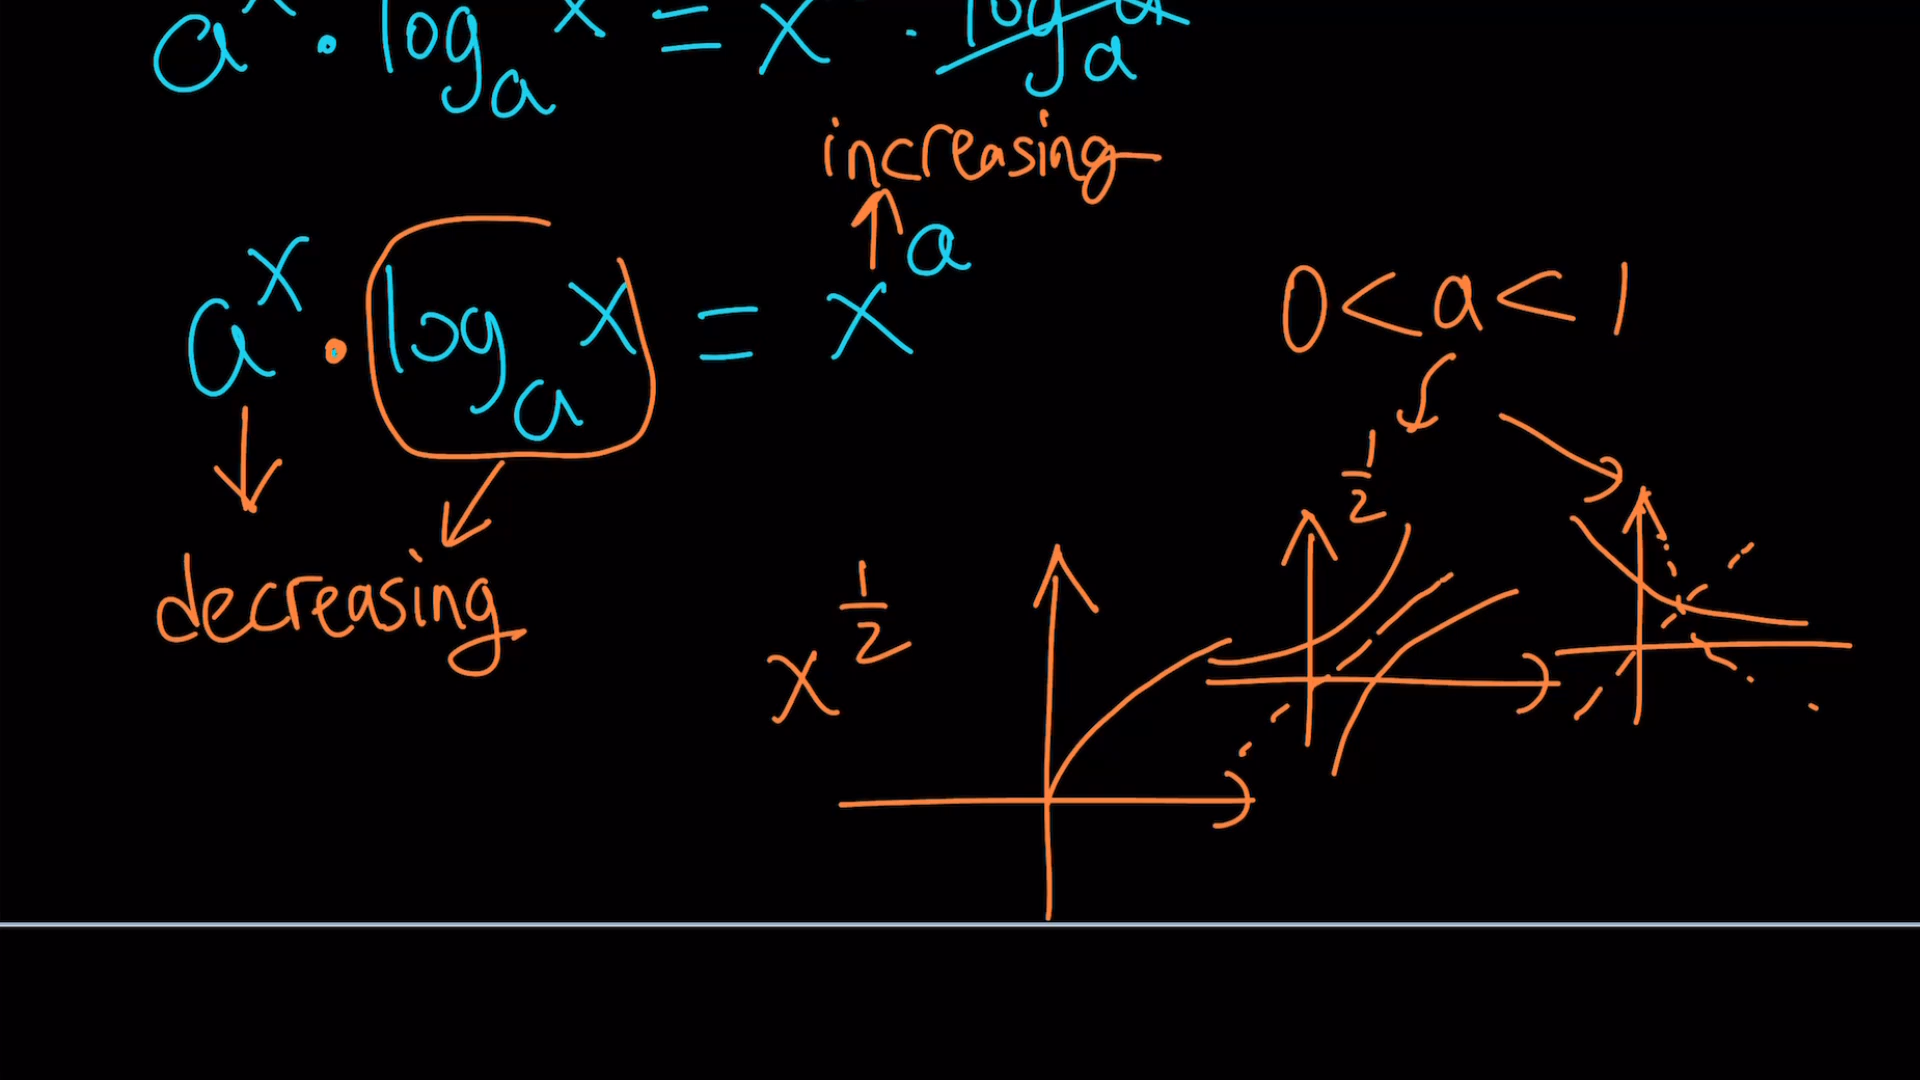 a^x · log_a x = x^a · log_a a
increasing
a^x · log_a x = x^a
0 < a < 1
1/2
decreasing
x^(1/2)